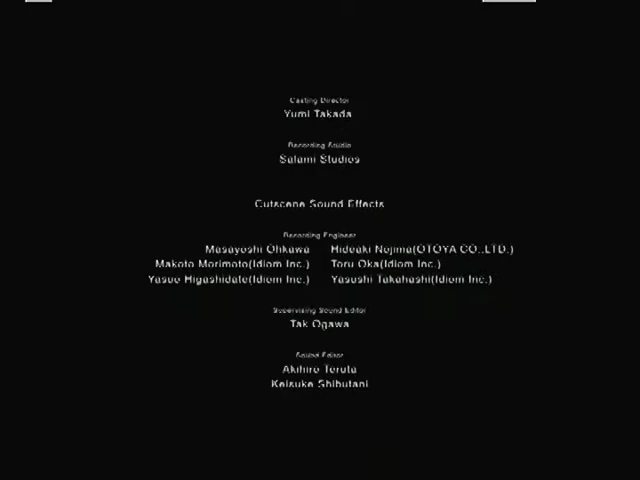 Casting Director
Yumi Takada
Recording Studio
Salami Studios
Cutscene Sound Effects
Recording Engineer
Masayoshi Ohkawa Hideaki Nojima(OTOYA CO.,LTD.)
Makoto Morimoto(Idiom Inc.) Toru Oka(Idiom Inc.)
Yasuo Higashidate(Idiom Inc.) Yasushi Takahashi(Idiom Inc.)
Supervising Sound Editor
Tak Ogawa
Sound Editor
Akihiro Teruta
Keisuke Shibutani